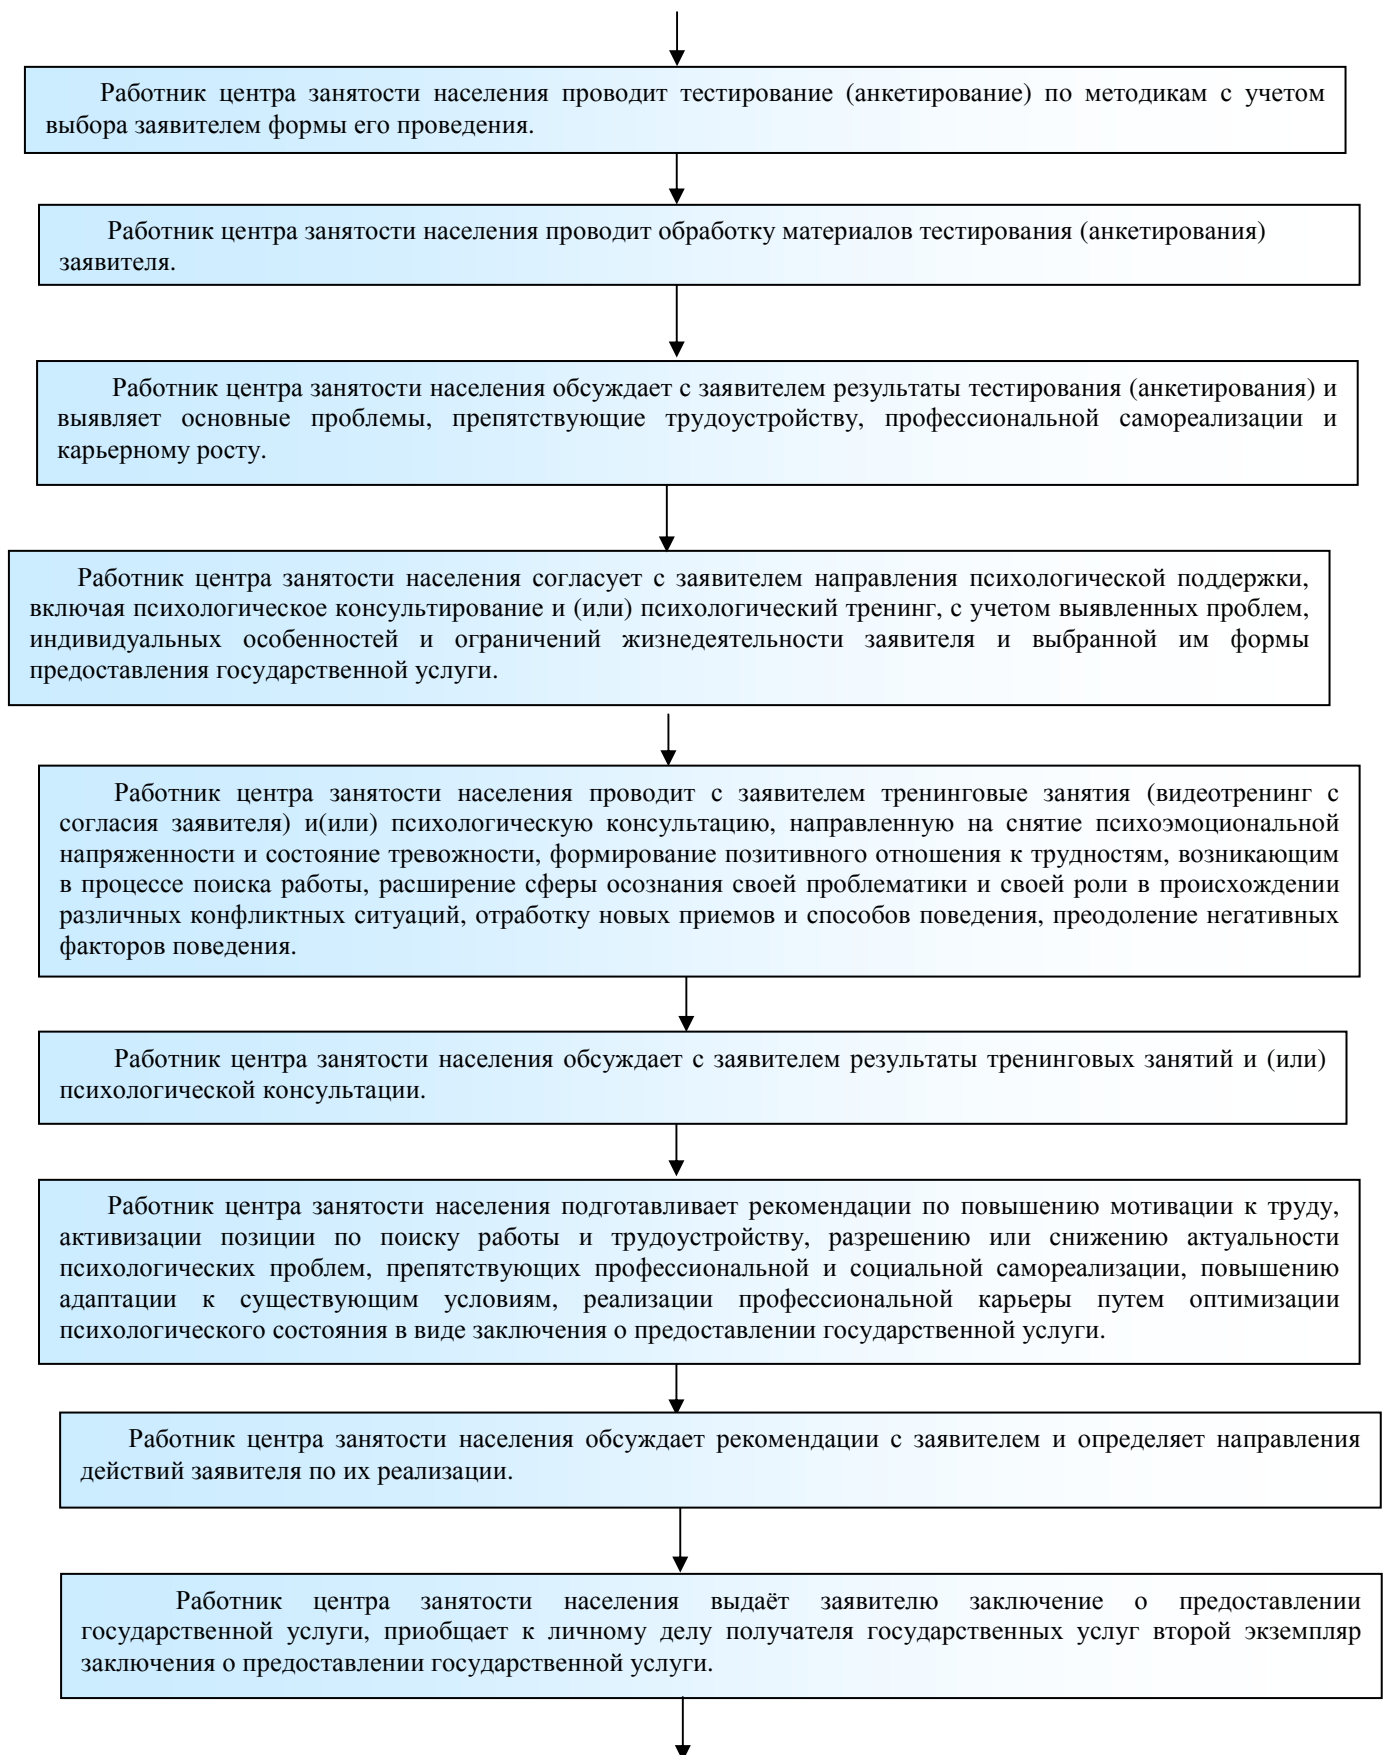 Работник центра занятости населения проводит тестирование (анкетирование) по методикам с учетом
выбора заявителем формы его проведения.
Работник центра занятости населения проводит обработку материалов тестирования (анкетирования)
заявителя.
Работник центра занятости населения обсуждает с заявителем результаты тестирования (анкетирования) и
выявляет основные проблемы, препятствующие трудоустройству, профессиональной самореализации и
карьерному росту.
Работник центра занятости населения согласует с заявителем направления психологической поддержки,
включая психологическое консультирование и (или) психологический тренинг, с учетом выявленных проблем,
индивидуальных особенностей и ограничений жизнедеятельности заявителя и выбранной им формы
предоставления государственной услуги.
Работник центра занятости населения проводит с заявителем тренинговые занятия (видеотренинг с
согласия заявителя) и(или) психологическую консультацию, направленную на снятие психоэмоциональной
напряженности и состояние тревожности, формирование позитивного отношения к трудностям, возникающим
в процессе поиска работы, расширение сферы осознания своей проблематики и своей роли в происхождении
различных конфликтных ситуаций, отработку новых приемов и способов поведения, преодоление негативных
факторов поведения.
Работник центра занятости населения обсуждает с заявителем результаты тренинговых занятий и (или)
психологической консультации.
Работник центра занятости населения подготавливает рекомендации по повышению мотивации к труду,
активизации позиции по поиску работы и трудоустройству, разрешению или снижению актуальности
психологических проблем, препятствующих профессиональной и социальной самореализации, повышению
адаптации к существующим условиям, реализации профессиональной карьеры путем оптимизации
психологического состояния в виде заключения о предоставлении государственной услуги.
Работник центра занятости населения обсуждает рекомендации с заявителем и определяет направления
действий заявителя по их реализации.
Работник центра занятости населения выдаёт заявителю заключение о предоставлении
государственной услуги, приобщает к личному делу получателя государственных услуг второй экземпляр
заключения о предоставлении государственной услуги.